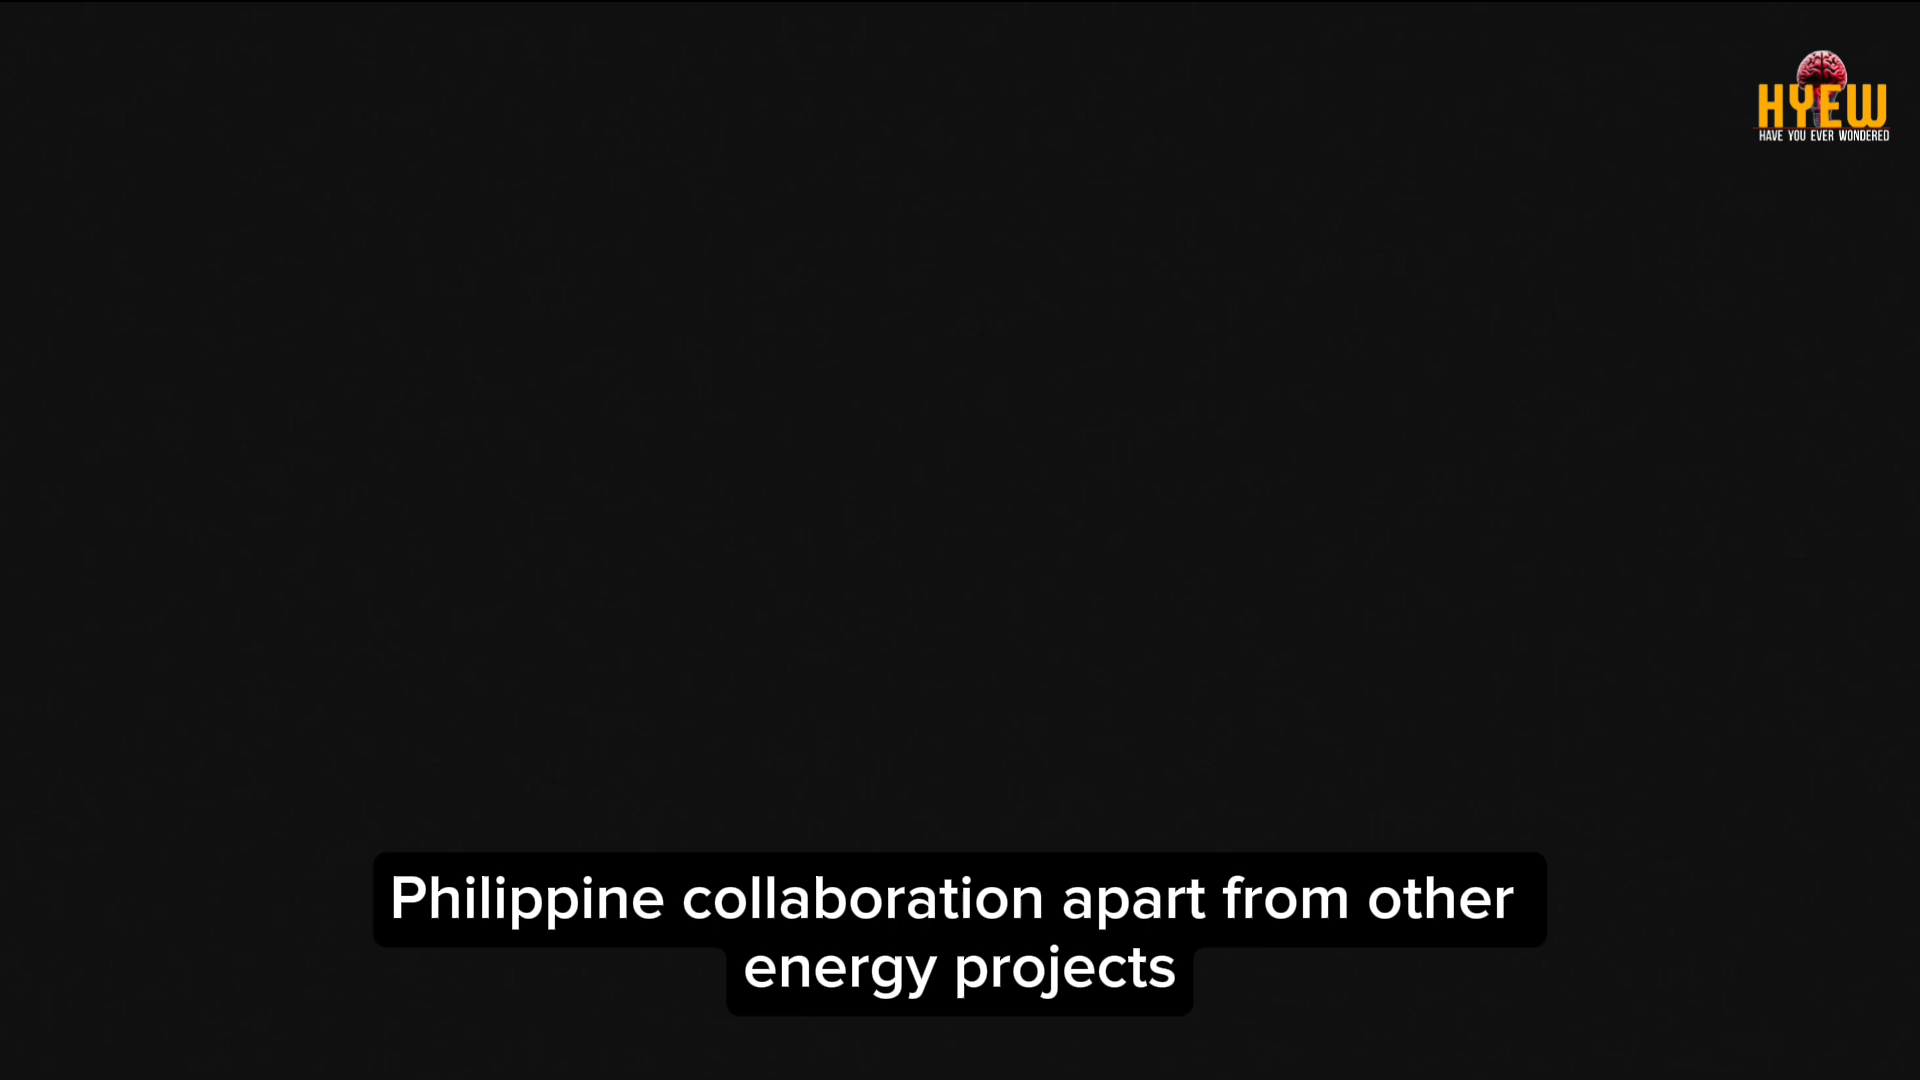 HYEW
HAVE YOU EVER WONDERED
Philippine collaboration apart from other
energy projects